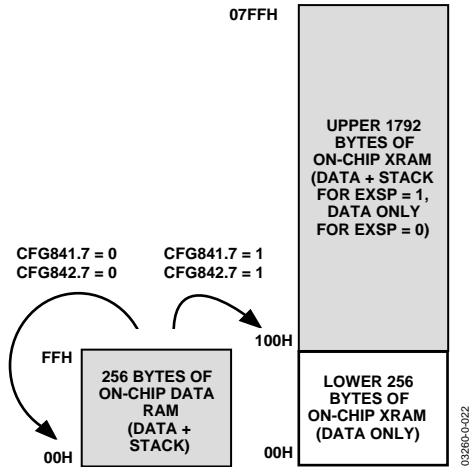 07FFH
UPPER 1792
BYTES OF
ON-CHIP XRAM
(DATA + STACK
FOR EXSP = 1,
DATA ONLY
FOR EXSP = 0)
CFG841.7 = 0
CFG842.7 = 0
CFG841.7 = 1
CFG842.7 = 1
100H
FFH
256 BYTES OF
ON-CHIP DATA
RAM
(DATA +
STACK)
00H
LOWER 256
BYTES OF
ON-CHIP XRAM
(DATA ONLY)
00H
03260-0-022